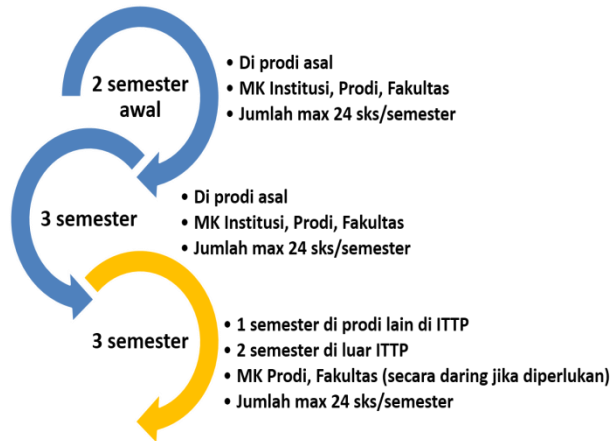 2 semester
awal
• Di prodi asal
• MK Institusi, Prodi, Fakultas
• Jumlah max 24 sks/semester
3 semester
• Di prodi asal
• MK Institusi, Prodi, Fakultas
• Jumlah max 24 sks/semester
3 semester
• 1 semester di prodi lain di ITTP
• 2 semester di luar ITTP
• MK Prodi, Fakultas (secara daring jika diperlukan)
• Jumlah max 24 sks/semester